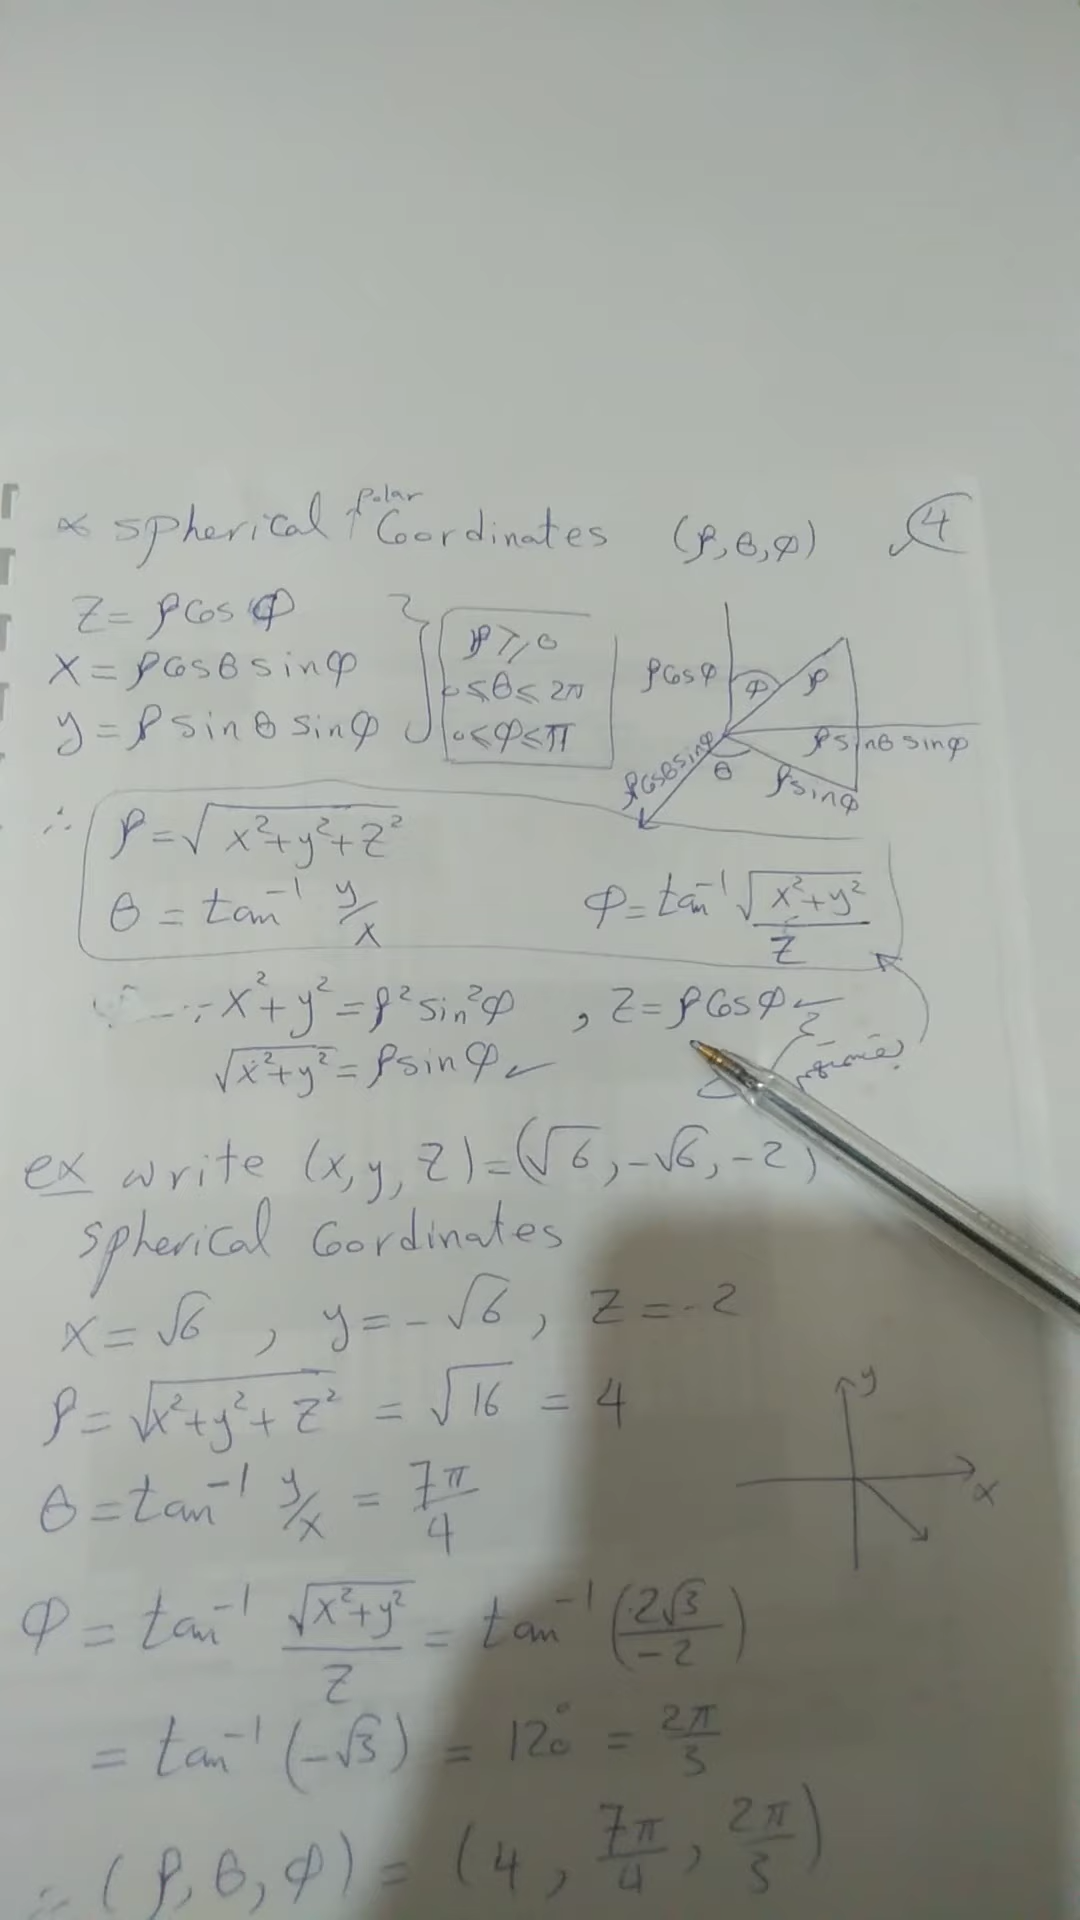 ∝ spherical ↑polar Coordinates (ρ, θ, φ) 4
z = ρ cos φ
x = ρ cos θ sin φ
y = ρ sin θ sin φ
ρ ≥ 0
0 ≤ θ ≤ 2π
0 ≤ φ ≤ π
ρ cos φ
φ
ρ
ρ sin θ sin φ
ρ cos θ sin φ
θ
ρ sin φ
∴ ρ = √(x²+y²+z²)
θ = tan⁻¹ y/x φ = tan⁻¹ √(x²+y²)/z
∵ x²+y² = ρ² sin² φ , z = ρ cos φ
√(x²+y²) = ρ sin φ
ex write (x, y, z) = (√6, -√6, -2)
spherical Coordinates
x = √6 , y = -√6 , z = -2
ρ = √(x²+y²+z²) = √16 = 4
θ = tan⁻¹ y/x = 7π/4
y
x
φ = tan⁻¹ √(x²+y²)/z = tan⁻¹ (2√3/-2)
= tan⁻¹ (-√3) = 120° = 2π/3
∴ (ρ, θ, φ) = (4, 7π/4, 2π/3)